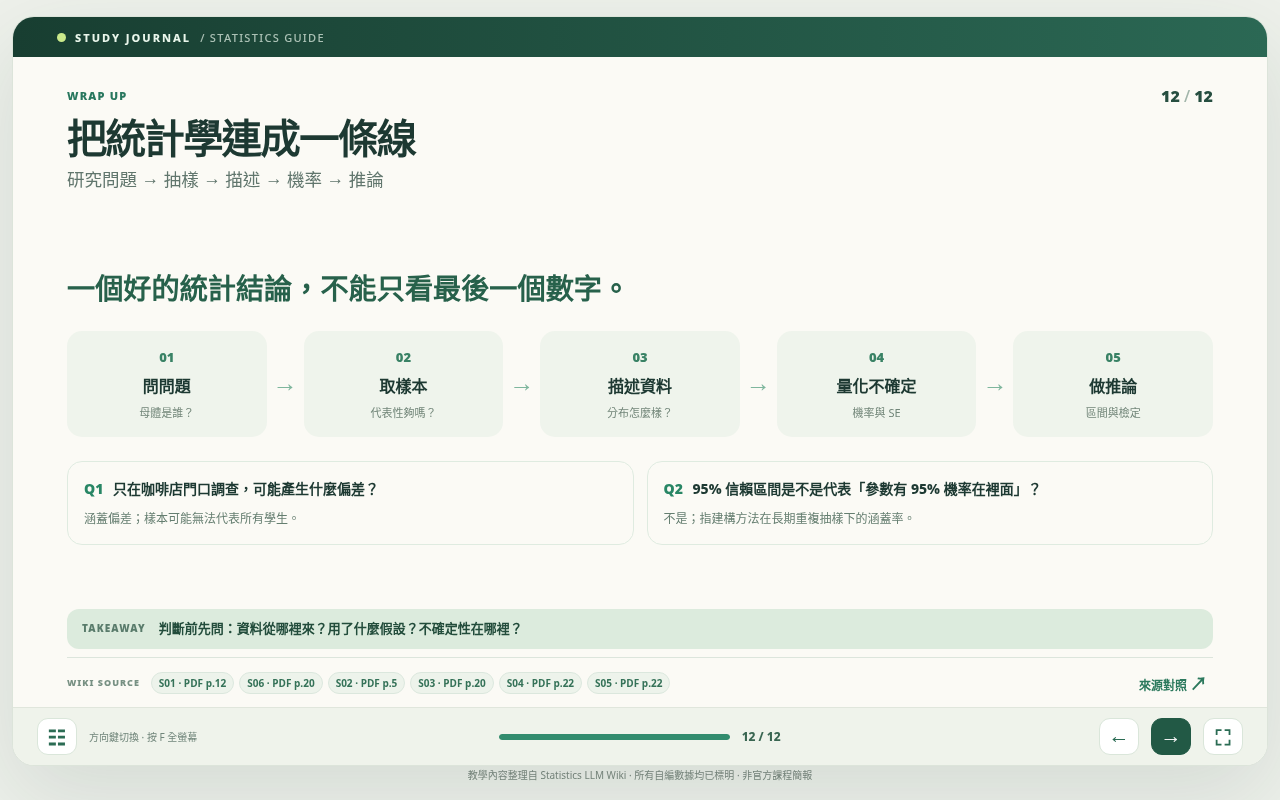 STUDY JOURNAL / STATISTICS GUIDE
WRAP UP
12 / 12
把統計學連成一條線
研究問題 → 抽樣 → 描述 → 機率 → 推論
一個好的統計結論，不能只看最後一個數字。
01
問問題
母體是誰？
→
02
取樣本
代表性夠嗎？
→
03
描述資料
分布怎麼樣？
→
04
量化不確定
機率與 SE
→
05
做推論
區間與檢定
Q1 只在咖啡店門口調查，可能產生什麼偏差？
涵蓋偏差；樣本可能無法代表所有學生。
Q2 95% 信賴區間是不是代表「參數有 95% 機率在裡面」？
不是；指建構方法在長期重複抽樣下的涵蓋率。
TAKEAWAY 判斷前先問：資料從哪裡來？用了什麼假設？不確定性在哪裡？
WIKI SOURCE S01 · PDF p.12 S06 · PDF p.20 S02 · PDF p.5 S03 · PDF p.20 S04 · PDF p.22 S05 · PDF p.22 來源對照 ↗
方向鍵切換 · 按 F 全螢幕 12 / 12 ← →
教學內容整理自 Statistics LLM Wiki · 所有自編數據均已標明 · 非官方課程簡報